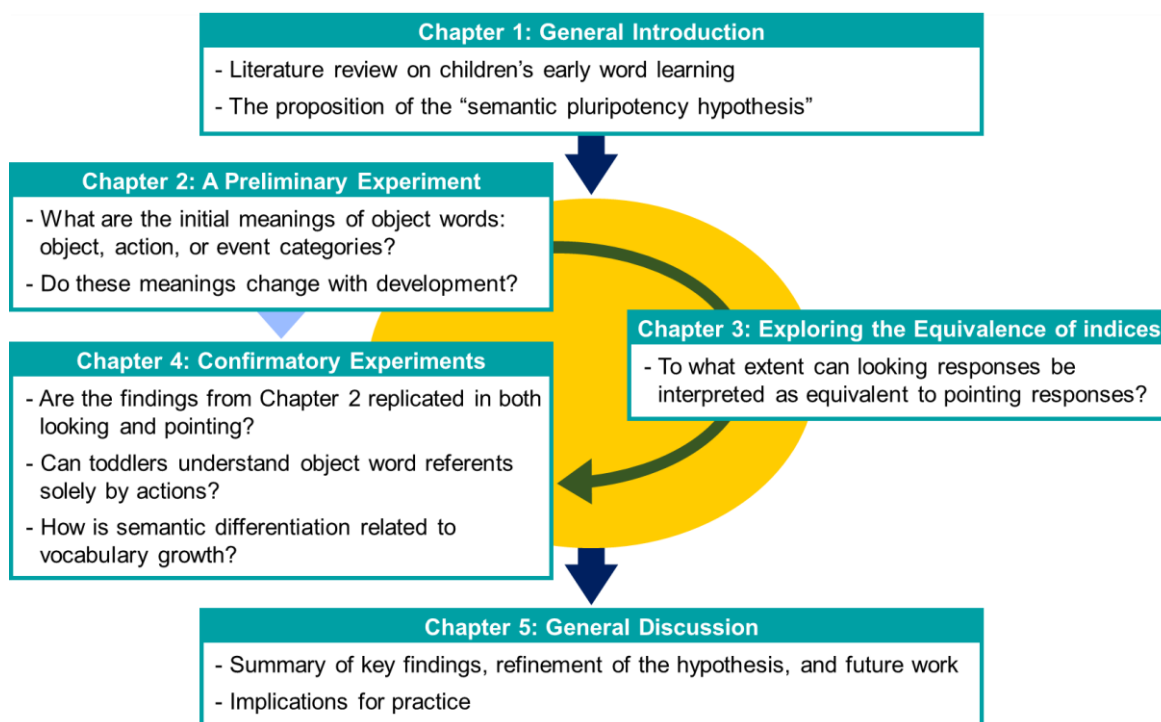 Chapter 1: General Introduction
- Literature review on children’s early word learning
- The proposition of the “semantic pluripotency hypothesis”
Chapter 2: A Preliminary Experiment
- What are the initial meanings of object words:
object, action, or event categories?
- Do these meanings change with development?
Chapter 3: Exploring the Equivalence of indices
- To what extent can looking responses be
interpreted as equivalent to pointing responses?
Chapter 4: Confirmatory Experiments
- Are the findings from Chapter 2 replicated in both
looking and pointing?
- Can toddlers understand object word referents
solely by actions?
- How is semantic differentiation related to
vocabulary growth?
Chapter 5: General Discussion
- Summary of key findings, refinement of the hypothesis, and future work
- Implications for practice